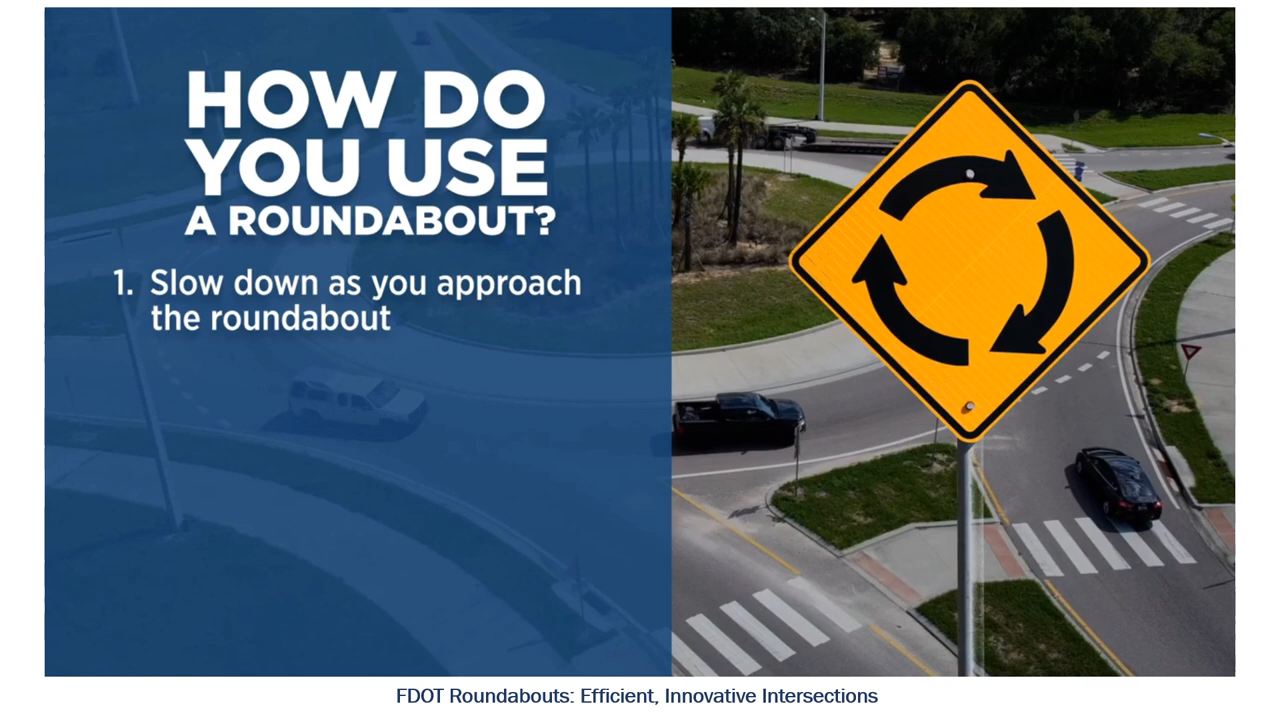 HOW DO
YOU USE
A ROUNDABOUT?
1. Slow down as you approach
the roundabout
FDOT Roundabouts: Efficient, Innovative Intersections